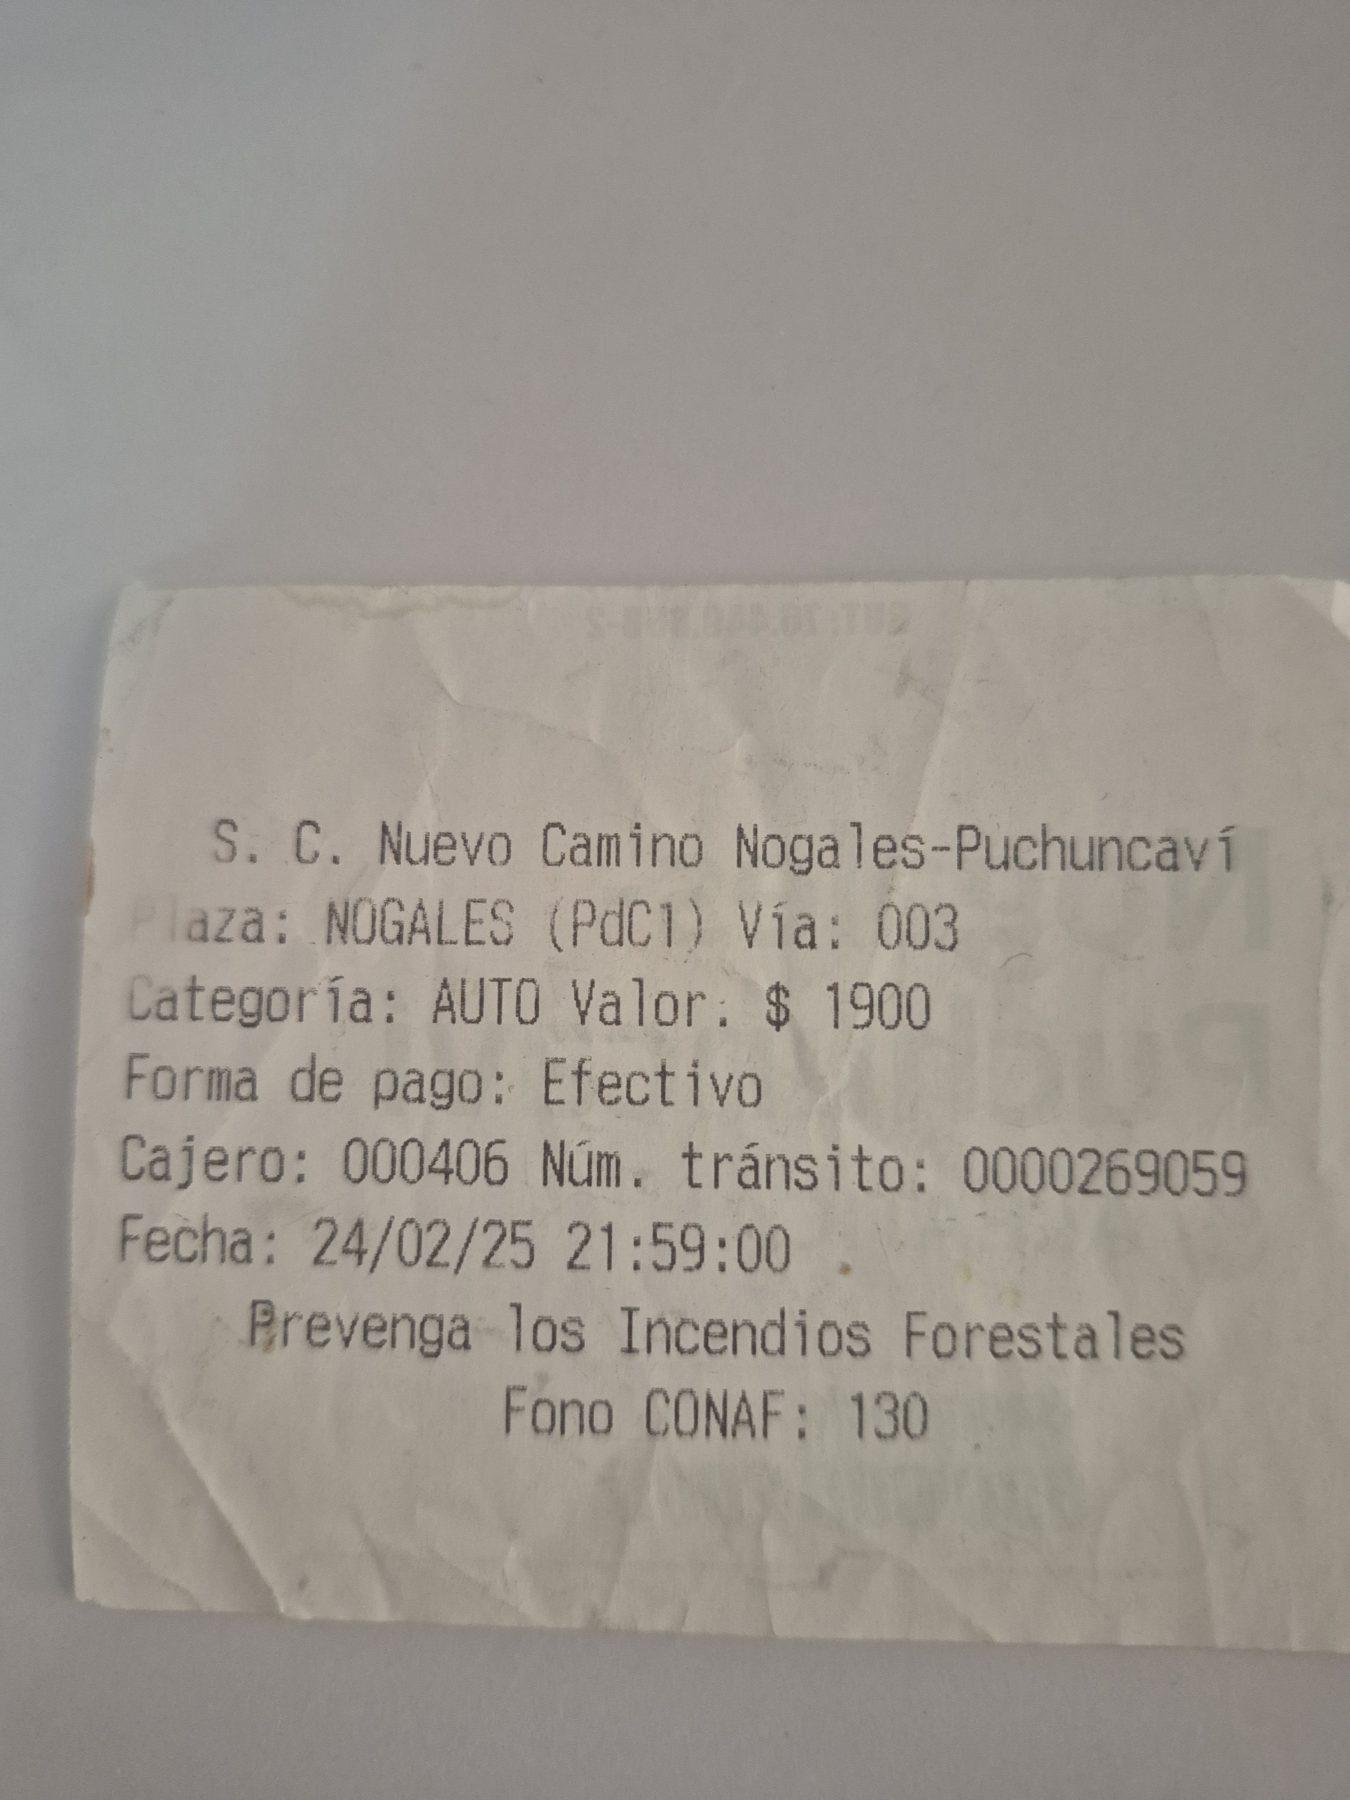 S. C. Nuevo Camino Nogales-Puchuncaví
Plaza: NOGALES (PdC1) Vía: 003
Categoría: AUTO Valor: $ 1900
Forma de pago: Efectivo
Cajero: 000406 Núm. tránsito: 0000269059
Fecha: 24/02/25 21:59:00
Prevenga los Incendios Forestales
Fono CONAF: 130